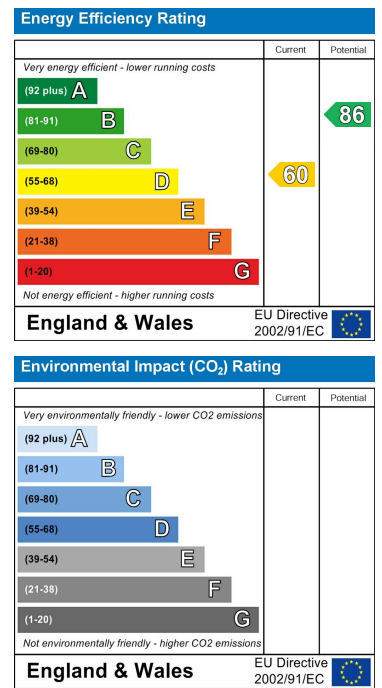 Energy Efficiency Rating
Current Potential
Very energy efficient - lower running costs
(92 plus) A
(81-91) B
86
(69-80) C
(55-68) D
60
(39-54) E
(21-38) F
(1-20) G
Not energy efficient - higher running costs
England & Wales
EU Directive
2002/91/EC
Environmental Impact (CO₂) Rating
Current Potential
Very environmentally friendly - lower CO2 emissions
(92 plus) A
(81-91) B
(69-80) C
(55-68) D
(39-54) E
(21-38) F
(1-20) G
Not environmentally friendly - higher CO2 emissions
England & Wales
EU Directive
2002/91/EC